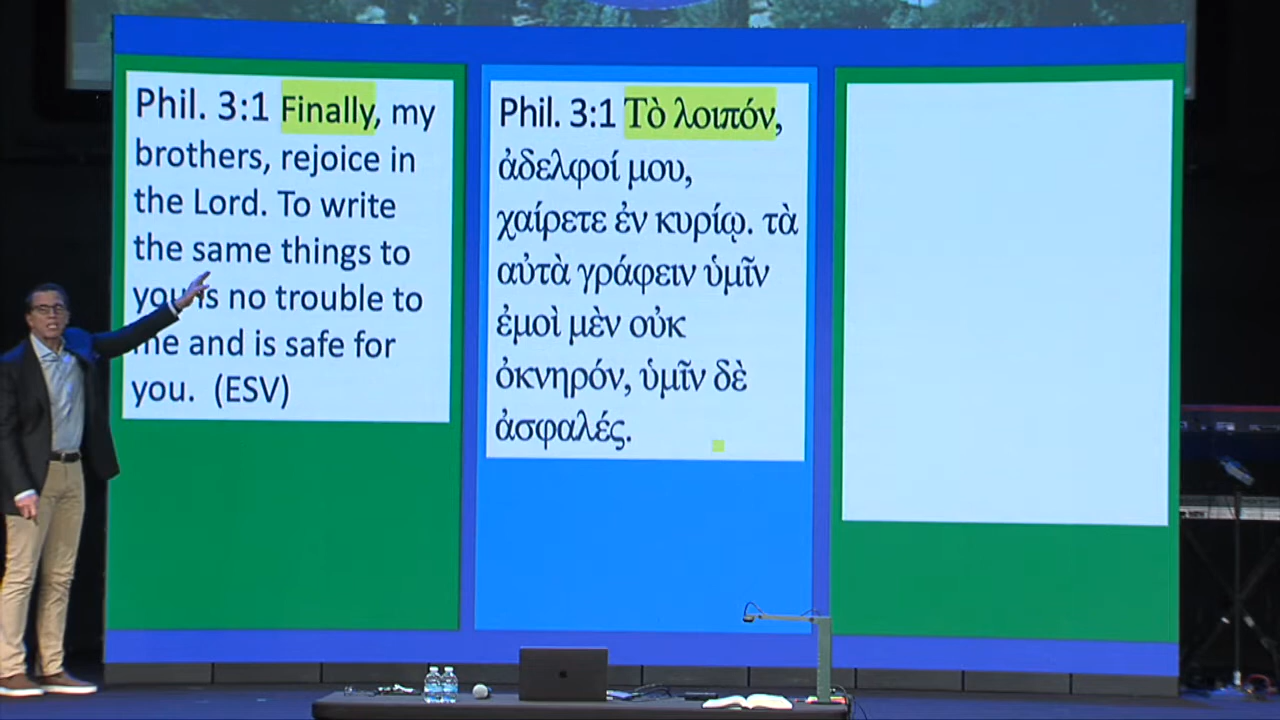 Phil. 3:1 Finally, my
brothers, rejoice in
the Lord. To write
the same things to
you is no trouble to
me and is safe for
you. (ESV)
Phil. 3:1 Τὸ λοιπόν,
ἀδελφοί μου,
χαίρετε ἐν κυρίῳ. τὰ
αὐτὰ γράφειν ὑμῖν
ἐμοὶ μὲν οὐκ
ὀκνηρόν, ὑμῖν δὲ
ἀσφαλές.